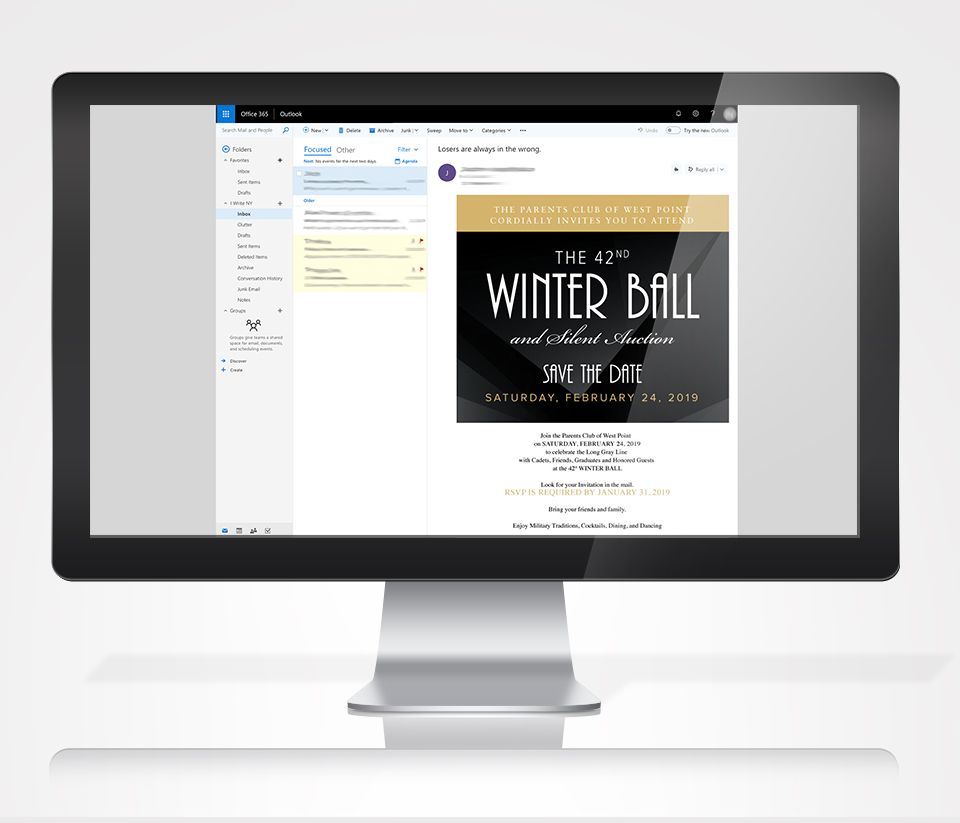 Office 365 Outlook
?
Search Mail and People
New
Delete
Archive
Junk
Sweep
Move to
Categories
Undo
Try the new Outlook
Folders
Favorites
Inbox
Sent Items
Drafts
I Write NY
Inbox
Clutter
Drafts
Sent Items
Deleted Items
Archive
Conversation History
Junk Email
Notes
Groups
Groups give teams a shared
space for email, documents,
and scheduling events.
Discover
Create
Focused Other
Filter
Next: No events for the next two days
Agenda
Older
Losers are always in the wrong.
J
Reply all
THE PARENTS CLUB OF WEST POINT
CORDIALLY INVITES YOU TO ATTEND
THE 42ND
WINTER BALL
and Silent Auction
SAVE THE DATE
SATURDAY, FEBRUARY 24, 2019
Join the Parents Club of West Point
on SATURDAY, FEBRUARY 24, 2019
to celebrate the Long Gray Line
with Cadets, Friends, Graduates and Honored Guests
at the 42nd WINTER BALL
Look for your Invitation in the mail.
RSVP IS REQUIRED BY JANUARY 31, 2019
Bring your friends and family.
Enjoy Military Traditions, Cocktails, Dining, and Dancing